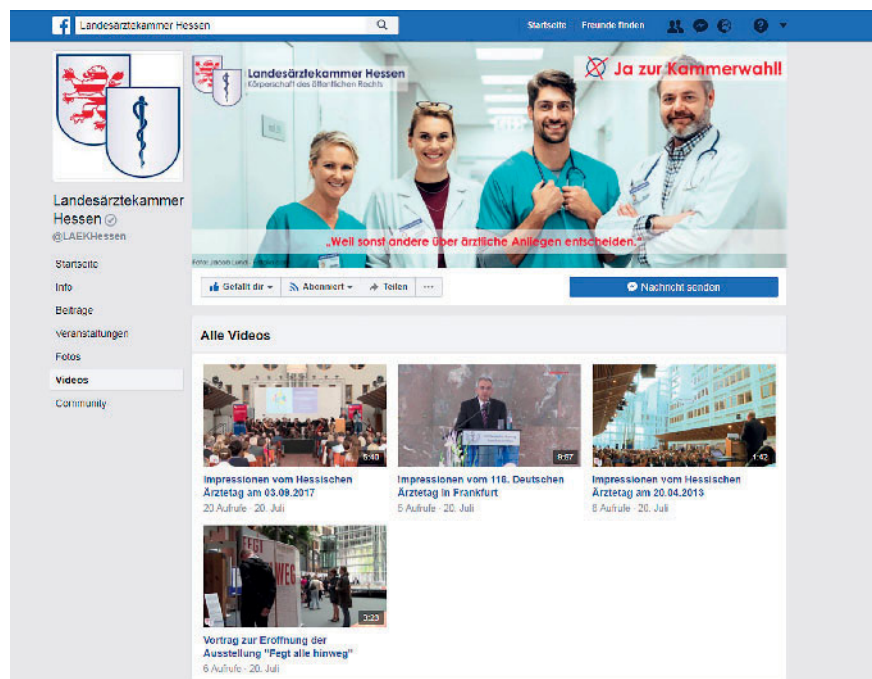 Landesärztekammer Hessen
Startseite Freunde finden
Landesärztekammer Hessen
Körperschaft des öffentlichen Rechts
Ja zur Kammerwahl!
„Weil sonst andere über ärztliche Anliegen entscheiden."
Landesärztekammer
Hessen
@LAEKHessen
Startseite
Info
Beiträge
Veranstaltungen
Fotos
Videos
Community
Gefällt dir
Abonniert
Teilen
Nachricht senden
Alle Videos
5:40
Impressionen vom Hessischen
Ärztetag am 03.09.2017
20 Aufrufe · 20. Juli
Impressionen vom 118. Deutschen
Ärztetag in Frankfurt
5 Aufrufe · 20. Juli
1:42
Impressionen vom Hessischen
Ärztetag am 20.04.2013
8 Aufrufe · 20. Juli
FEGT
WEG
3:23
Vortrag zur Eröffnung der
Ausstellung "Fegt alle hinweg"
6 Aufrufe · 20. Juli